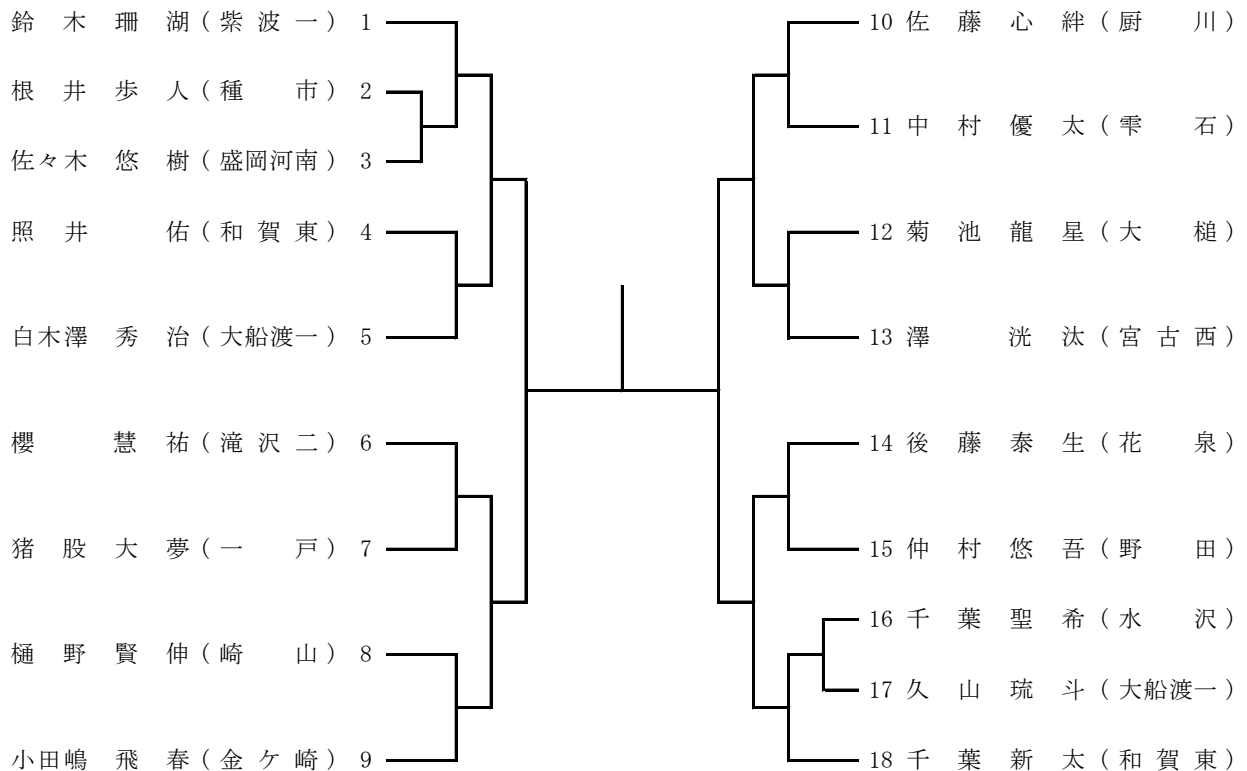 鈴木珊湖(紫波一) 1
根井歩人(種市) 2
佐々木悠樹(盛岡河南) 3
照井佑(和賀東) 4
白木澤秀治(大船渡一) 5
櫻慧祐(滝沢二) 6
猪股大夢(一戸) 7
樋野賢伸(崎山) 8
小田嶋飛春(金ケ崎) 9
10 佐藤心絆(厨川)
11 中村優太(雫石)
12 菊池龍星(大槌)
13 澤洸汰(宮古西)
14 後藤泰生(花泉)
15 仲村悠吾(野田)
16 千葉聖希(水沢)
17 久山琉斗(大船渡一)
18 千葉新太(和賀東)